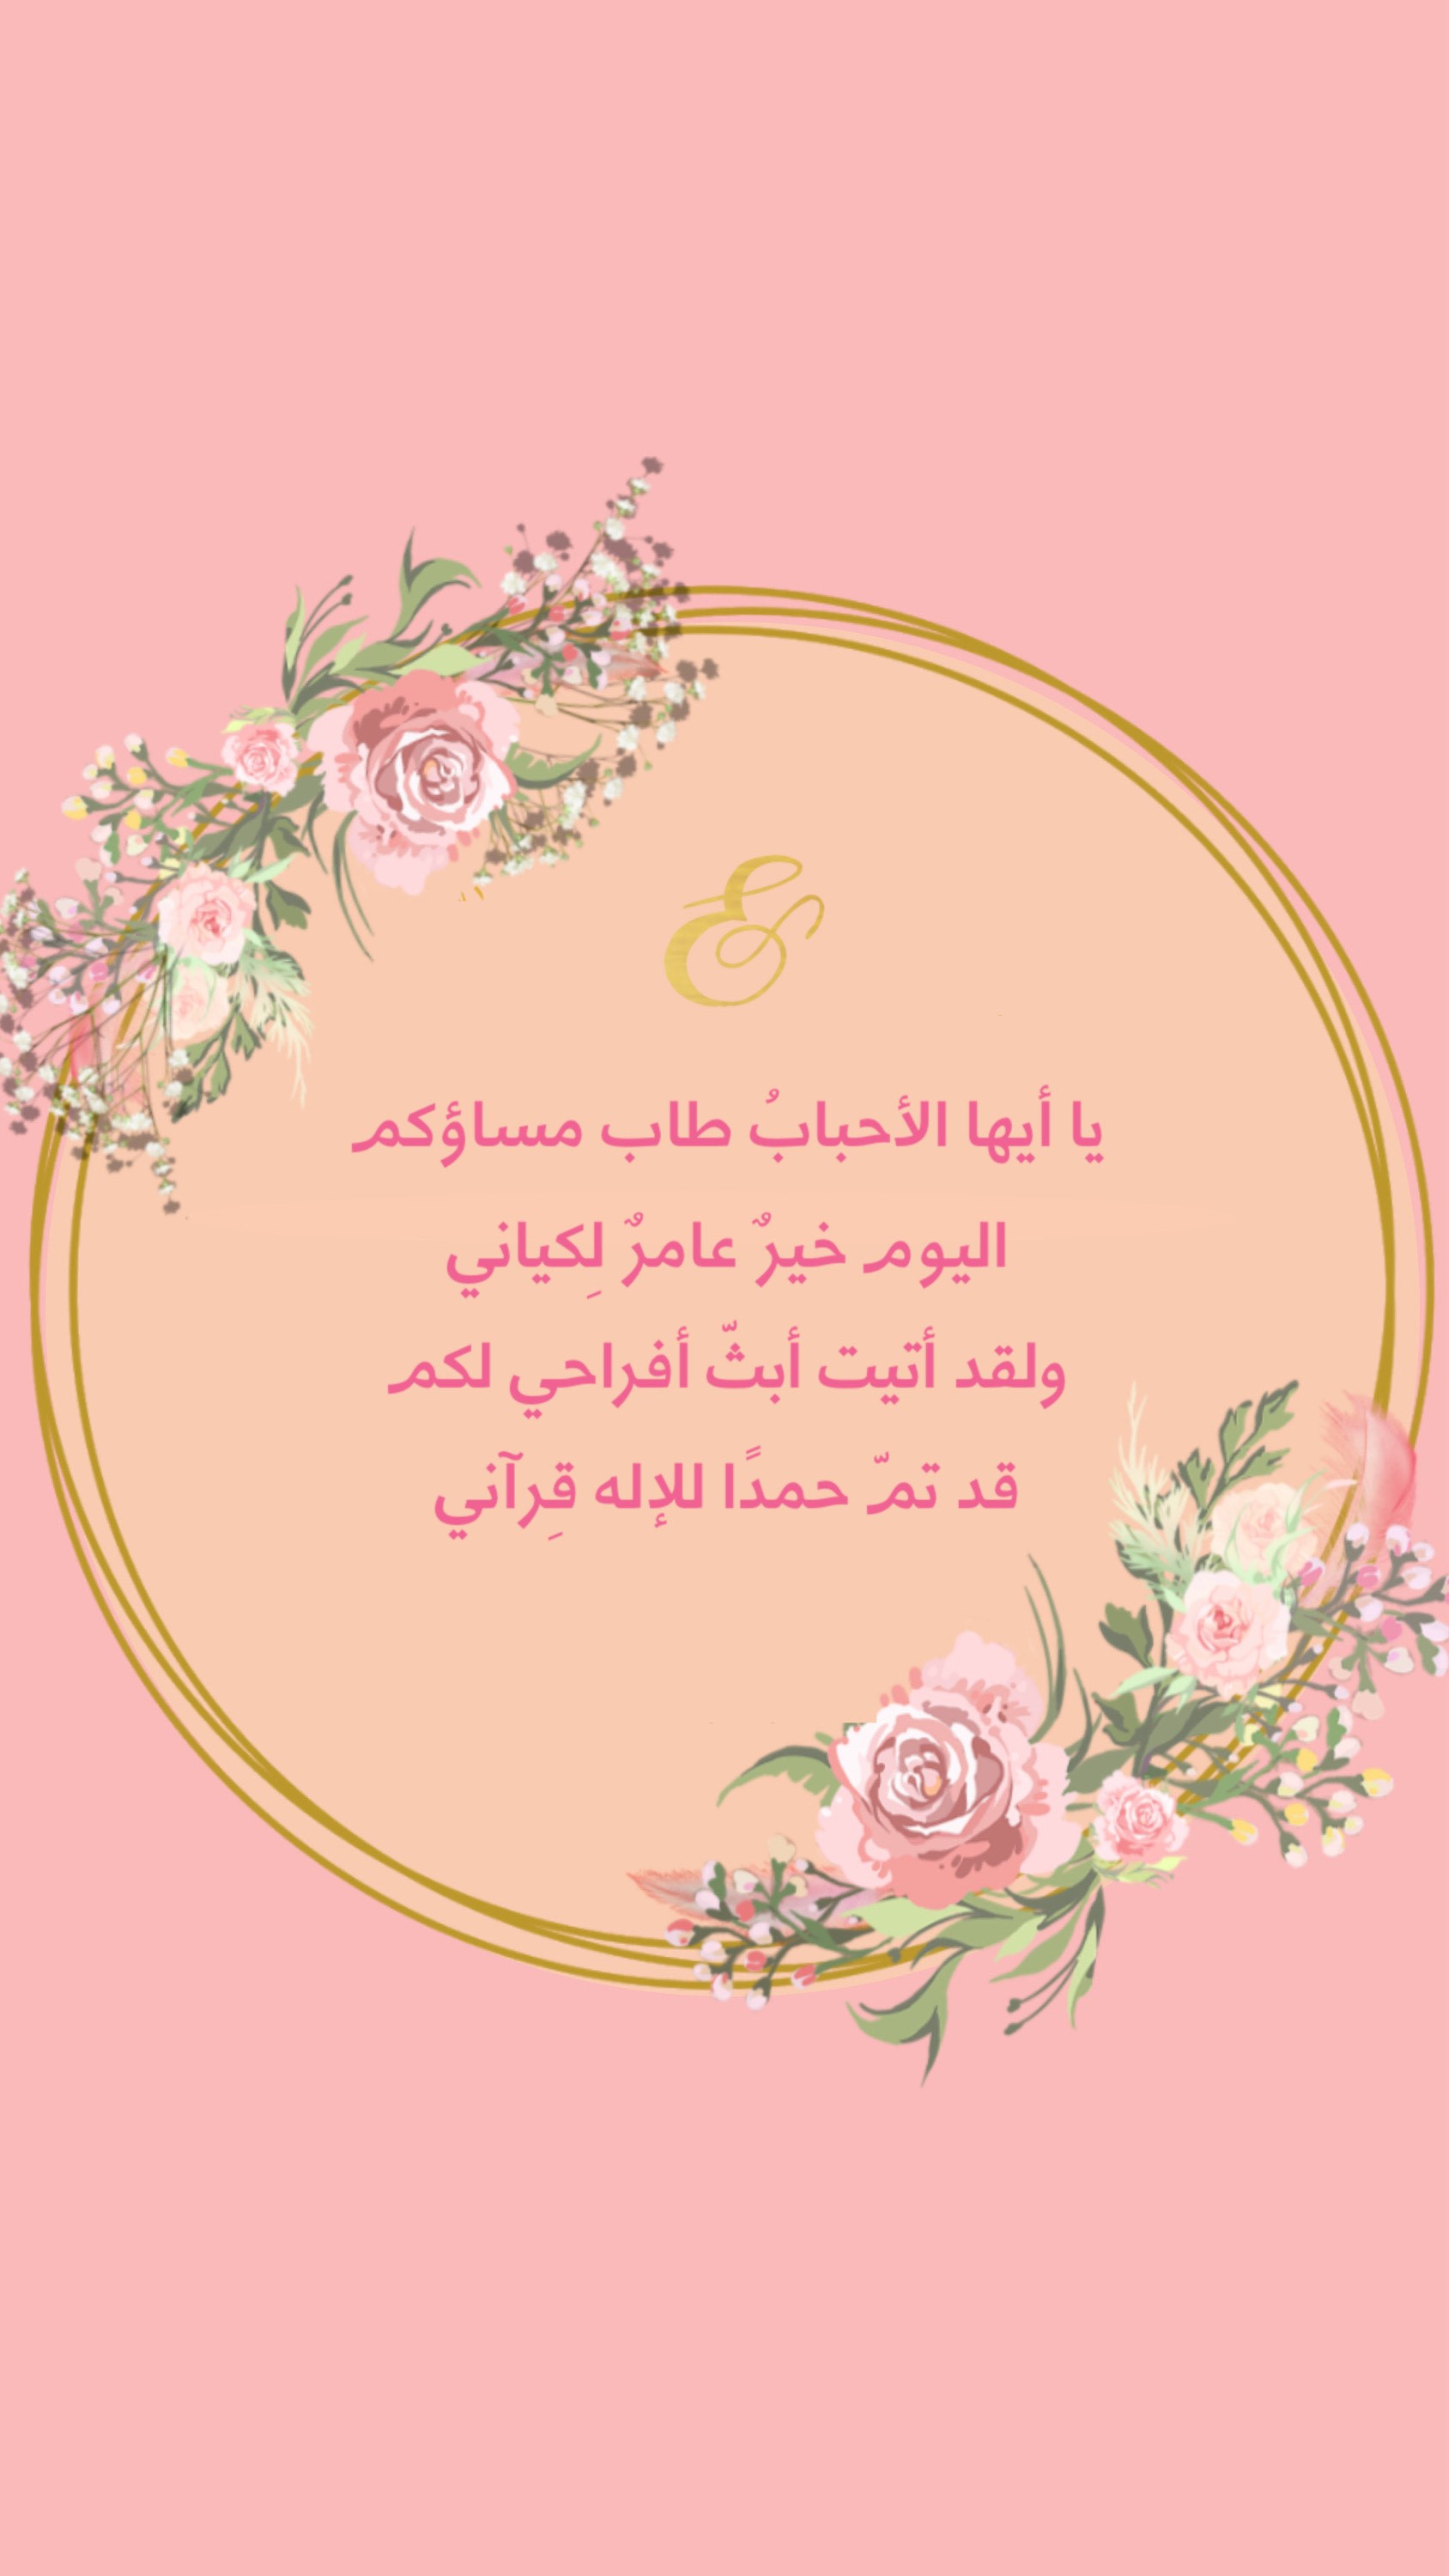 E
يا أيها الأحبابُ طاب مساؤكم
اليوم خيرٌ عامرٌ لِكياني
ولقد أتيت أبثّ أفراحي لكم
قد تمّ حمدًا للإله قِرآني